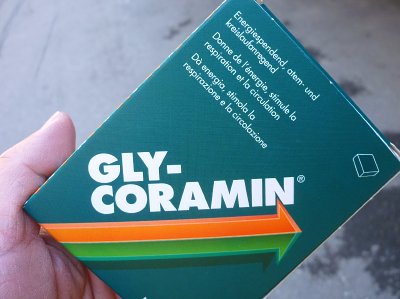 Energiespendend, atem- und
kreislaufanregend
Donne de l'énergie, stimule la
respiration et la circulation
Dà energia, stimola la
respirazione e la circolazione
GLY-
CORAMIN®